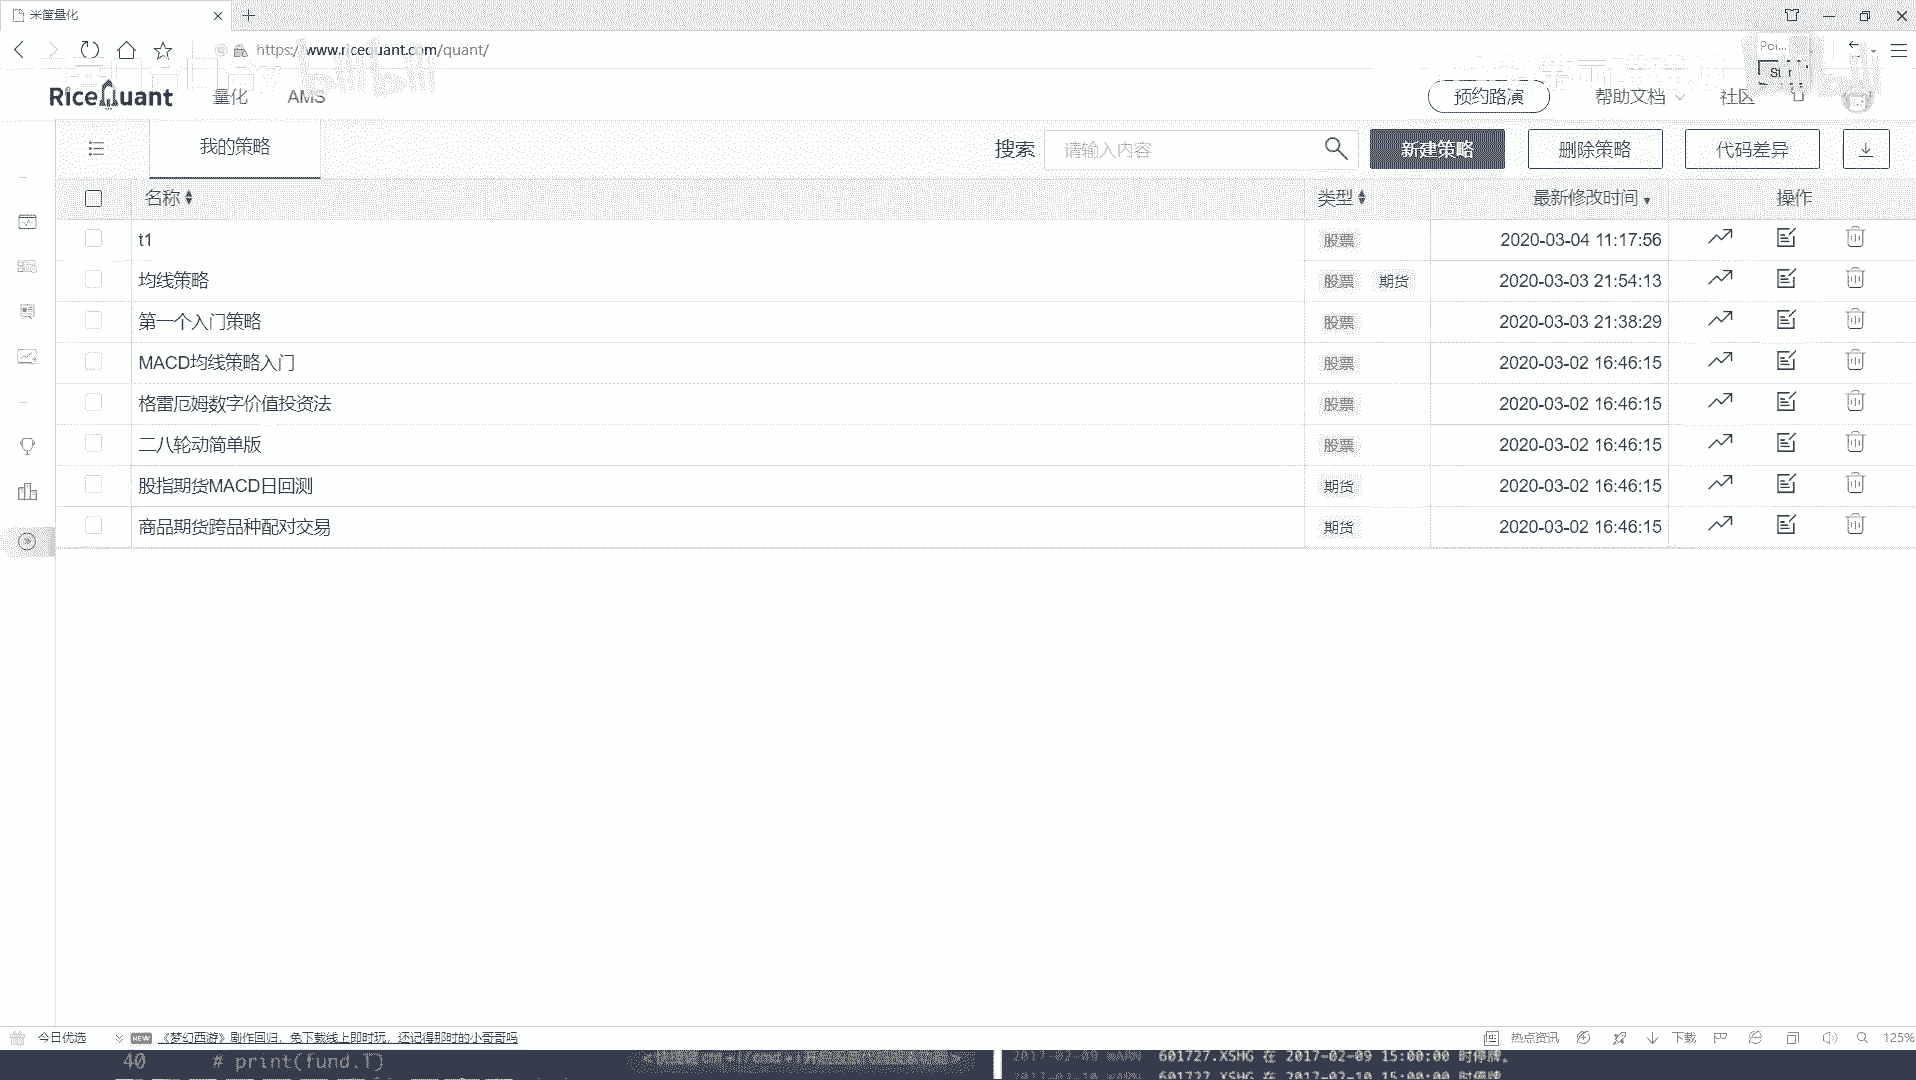 米筐量化
https://www.ricequant.com/quant/
RiceQuant 量化 AMS 预约路演 帮助文档 社区
我的策略 搜索 请输入内容 新建策略 删除策略 代码差异
名称 类型 最新修改时间 操作
t1 股票 2020-03-04 11:17:56
均线策略 股票 期货 2020-03-03 21:54:13
第一个入门策略 股票 2020-03-03 21:38:29
MACD均线策略入门 股票 2020-03-02 16:46:15
格雷厄姆数字价值投资法 股票 2020-03-02 16:46:15
二八轮动简单版 股票 2020-03-02 16:46:15
股指期货MACD日回测 期货 2020-03-02 16:46:15
商品期货跨品种配对交易 期货 2020-03-02 16:46:15
今日优选 NEW 《梦幻西游》剧作回归，免下载线上即时玩，还记得那时的小哥哥吗 热点资讯 下载 125%
40 # print(fund.T) 2017-02-09 WARN 601727.XSHG 在 2017-02-09 15:00:00 时停牌。
2017-02-10 WARN 601727.XSHG 在 2017-02-10 15:00:00 时停牌。